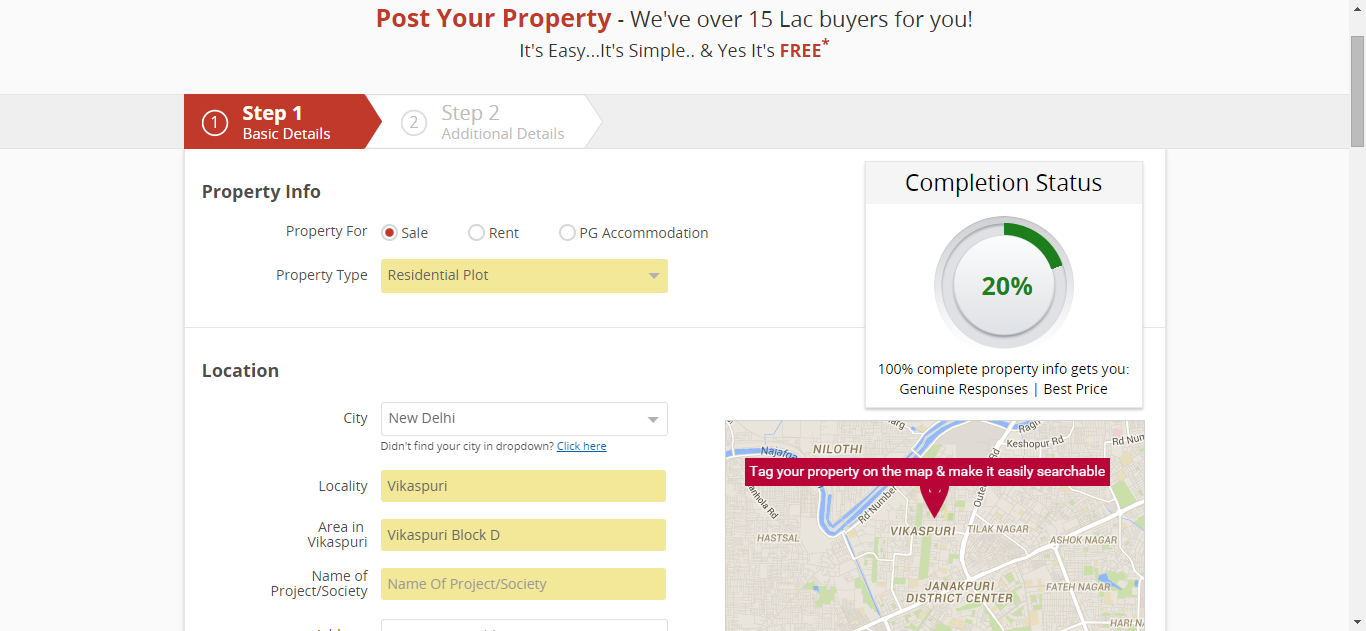 Post Your Property - We've over 15 Lac buyers for you!
It's Easy...It's Simple.. & Yes It's FREE*
1 Step 1
Basic Details
2 Step 2
Additional Details
Property Info
Property For Sale Rent PG Accommodation
Property Type Residential Plot
Completion Status
20%
100% complete property info gets you:
Genuine Responses | Best Price
Location
City New Delhi
Didn't find your city in dropdown? Click here
Locality Vikaspuri
Area in
Vikaspuri
Vikaspuri Block D
Name of
Project/Society
Name Of Project/Society
NILOTHI
Keshopur Rd
Tag your property on the map & make it easily searchable
Rd Number
VIKASPURI
TILAK NAGAR
HASTSAL
ASHOK NAGAR
JANAKPURI
DISTRICT CENTER
FATEH NAGAR